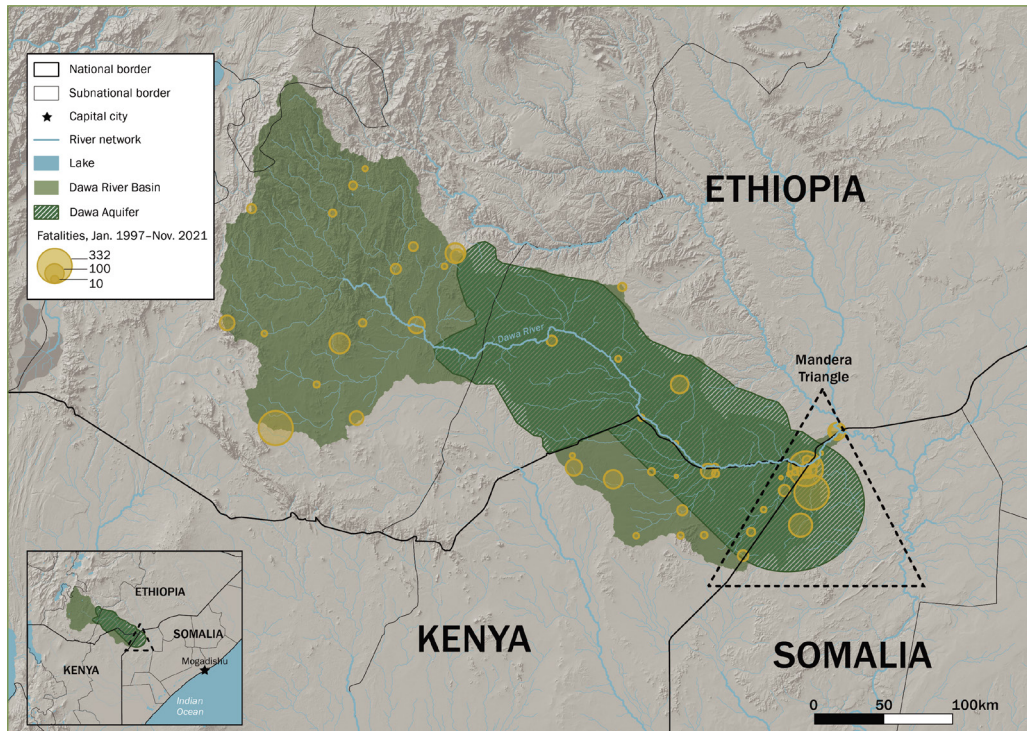 National border
Subnational border
Capital city
River network
Lake
Dawa River Basin
Dawa Aquifer
Fatalities, Jan. 1997–Nov. 2021
332
100
10
ETHIOPIA
Dawa River
Mandera
Triangle
KENYA
SOMALIA
0
50
100km
ETHIOPIA
SOMALIA
KENYA
Mogadishu
Indian
Ocean